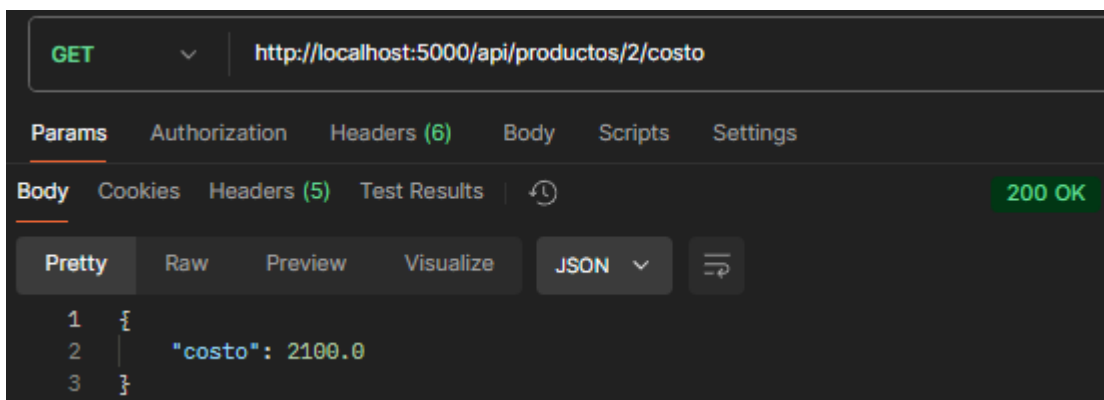 GET http://localhost:5000/api/productos/2/costo
Params Authorization Headers (6) Body Scripts Settings
Body Cookies Headers (5) Test Results 200 OK
Pretty Raw Preview Visualize JSON
1 {
2 "costo": 2100.0
3 }